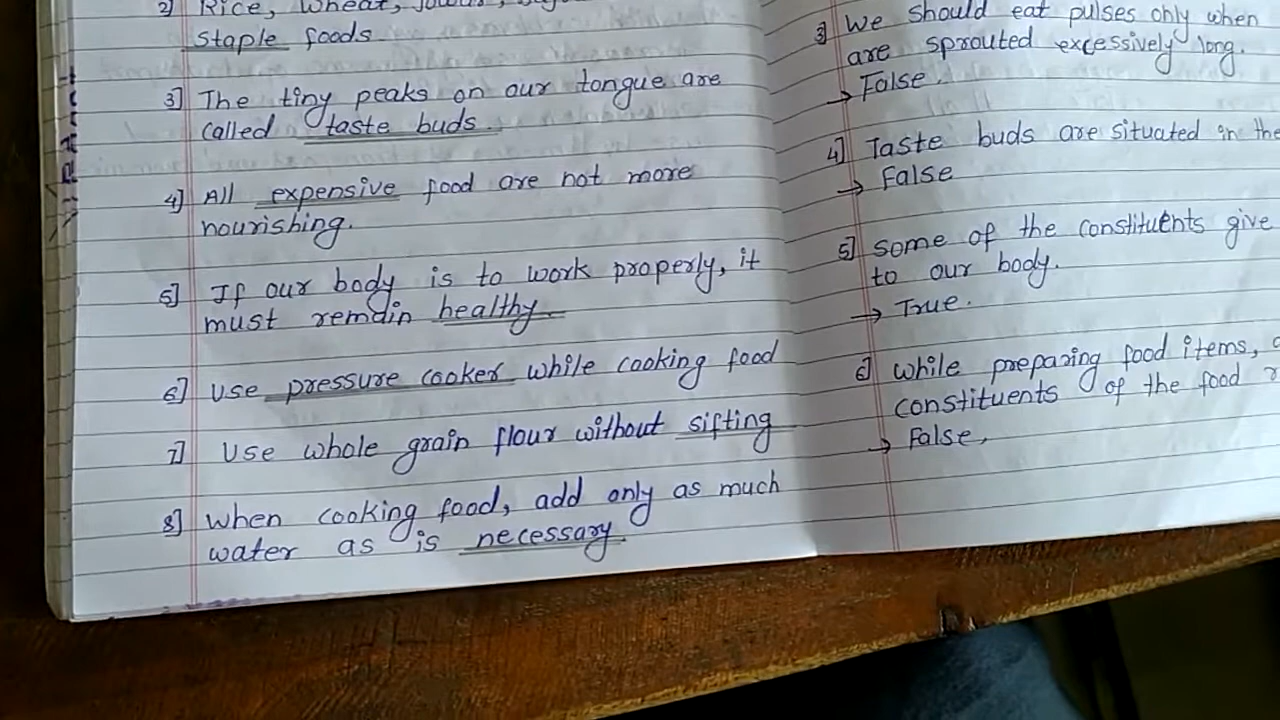 2] Rice, wheat,
staple foods
3] The tiny peaks on our tongue are
called taste buds.
4] All expensive food are not more
nourishing.
5] If our body is to work properly, it
must remain healthy.
6] Use pressure cooker while cooking food
7] Use whole grain flour without sifting
8] When cooking food, add only as much
water as is necessary.
3] We should eat pulses only when
are sprouted excessively long.
→ False.
4] Taste buds are situated in the
→ False
5] Some of the constituents give
to our body.
→ True.
6] while preparing food items,
constituents of the food
→ False.